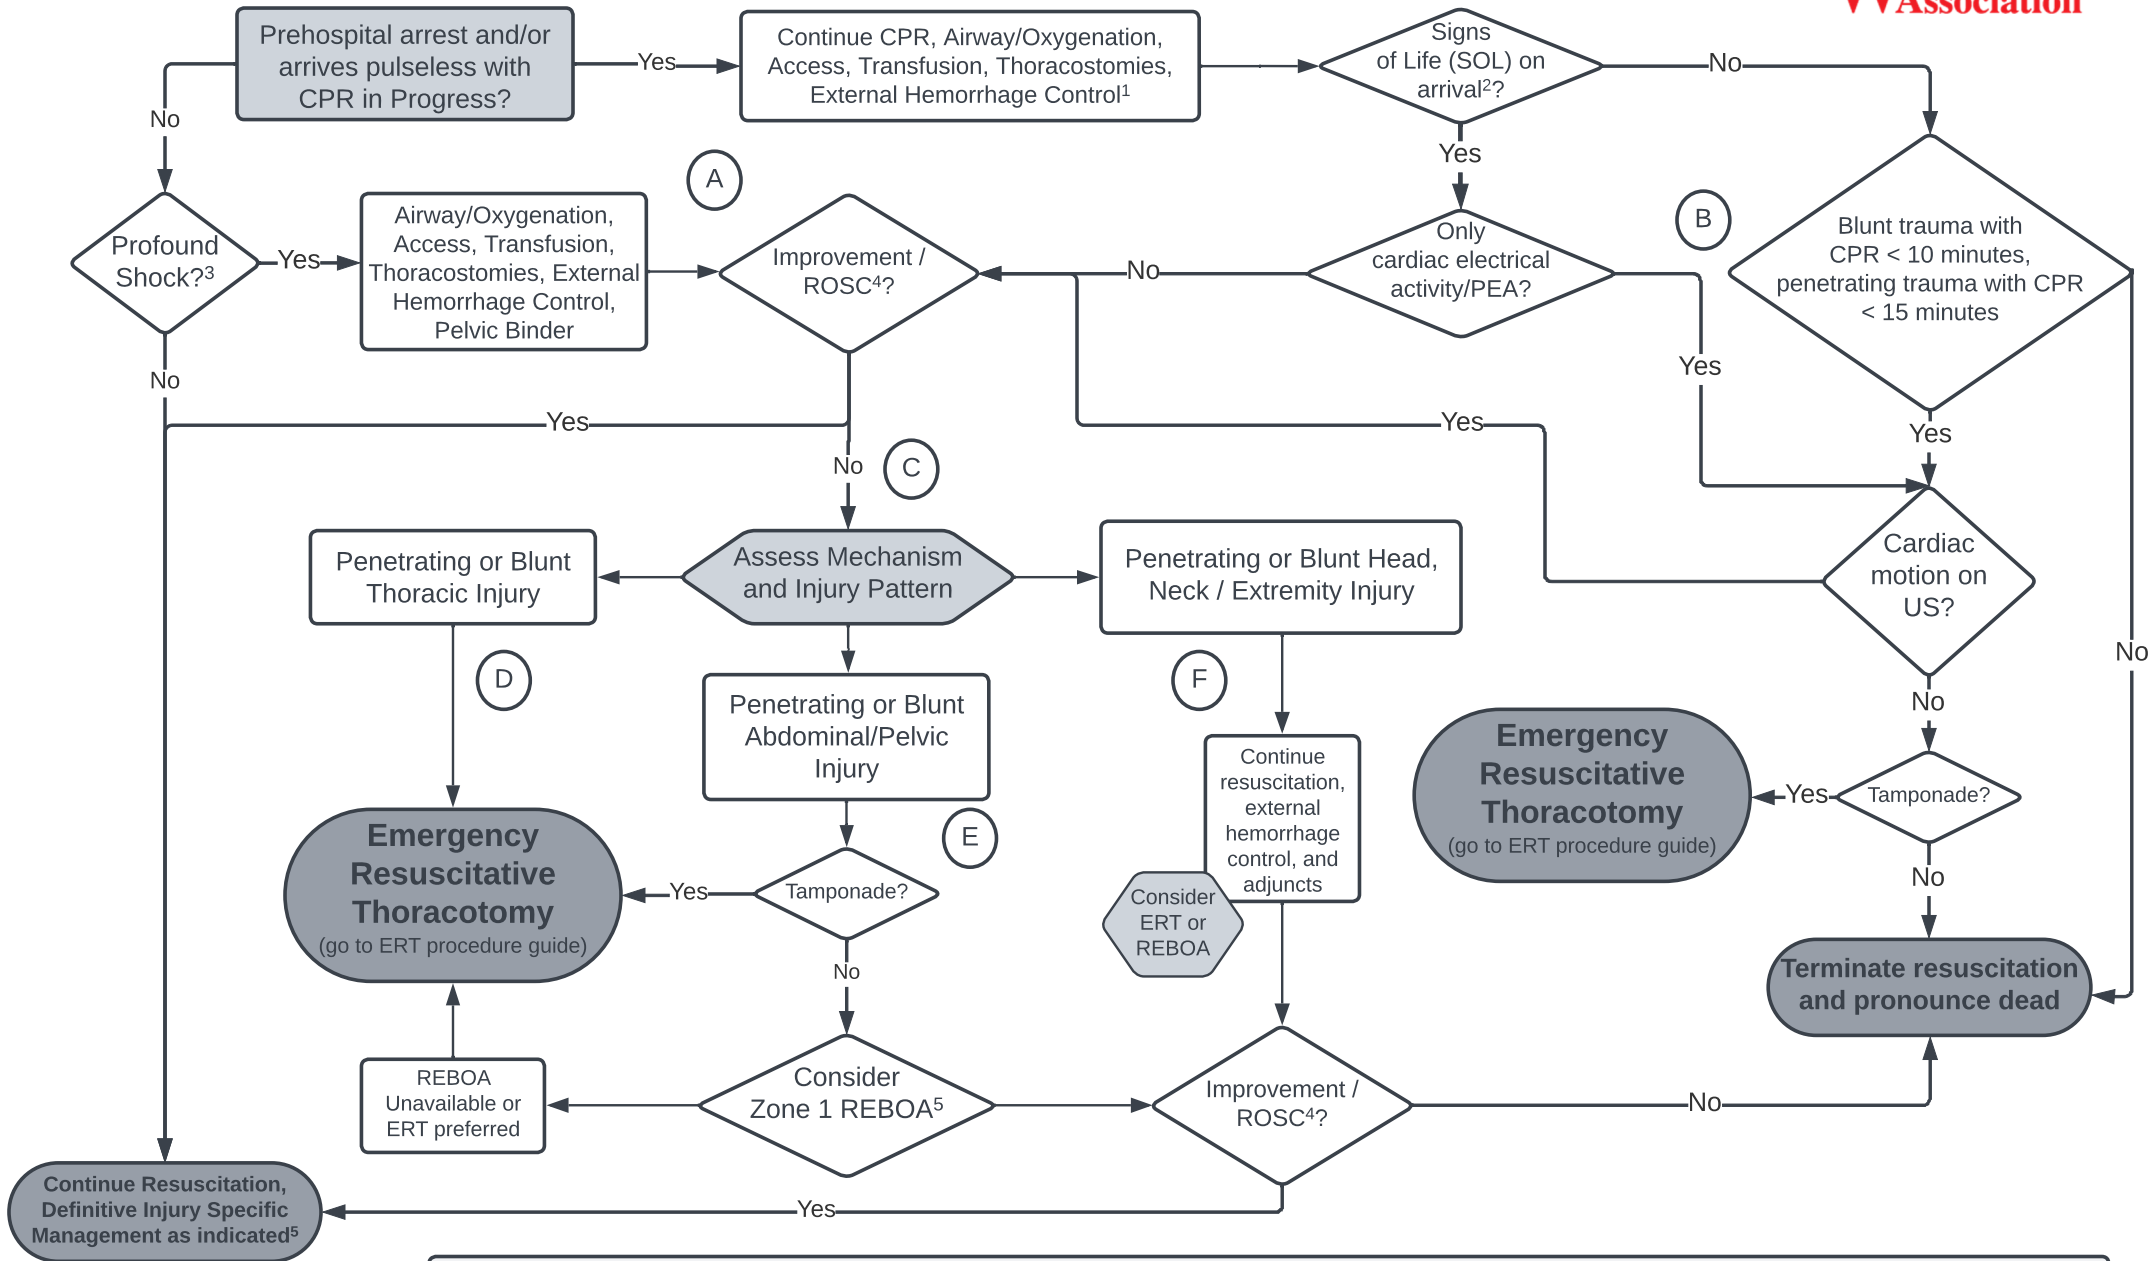 Association
Prehospital arrest and/or
arrives pulseless with
CPR in Progress?
Yes
Continue CPR, Airway/Oxygenation,
Access, Transfusion, Thoracostomies,
External Hemorrhage Control¹
Signs
of Life (SOL) on
arrival²?
No
No
Yes
A
B
Profound
Shock?³
Yes
Airway/Oxygenation,
Access, Transfusion,
Thoracostomies, External
Hemorrhage Control,
Pelvic Binder
Improvement /
ROSC⁴?
No
Only
cardiac electrical
activity/PEA?
Blunt trauma with
CPR < 10 minutes,
penetrating trauma with CPR
< 15 minutes
Yes
No
Yes
Yes
Yes
No
C
Penetrating or Blunt
Thoracic Injury
Assess Mechanism
and Injury Pattern
Penetrating or Blunt Head,
Neck / Extremity Injury
Cardiac
motion on
US?
No
D
Penetrating or Blunt
Abdominal/Pelvic
Injury
F
No
Emergency
Resuscitative
Thoracotomy
(go to ERT procedure guide)
E
Tamponade?
Yes
Continue
resuscitation,
external
hemorrhage
control, and
adjuncts
Consider
ERT or
REBOA
Emergency
Resuscitative
Thoracotomy
(go to ERT procedure guide)
Yes
Tamponade?
No
No
Terminate resuscitation
and pronounce dead
REBOA
Unavailable or
ERT preferred
Consider
Zone 1 REBOA⁵
Improvement /
ROSC⁴?
No
Continue Resuscitation,
Definitive Injury Specific
Management as indicated⁵
Yes